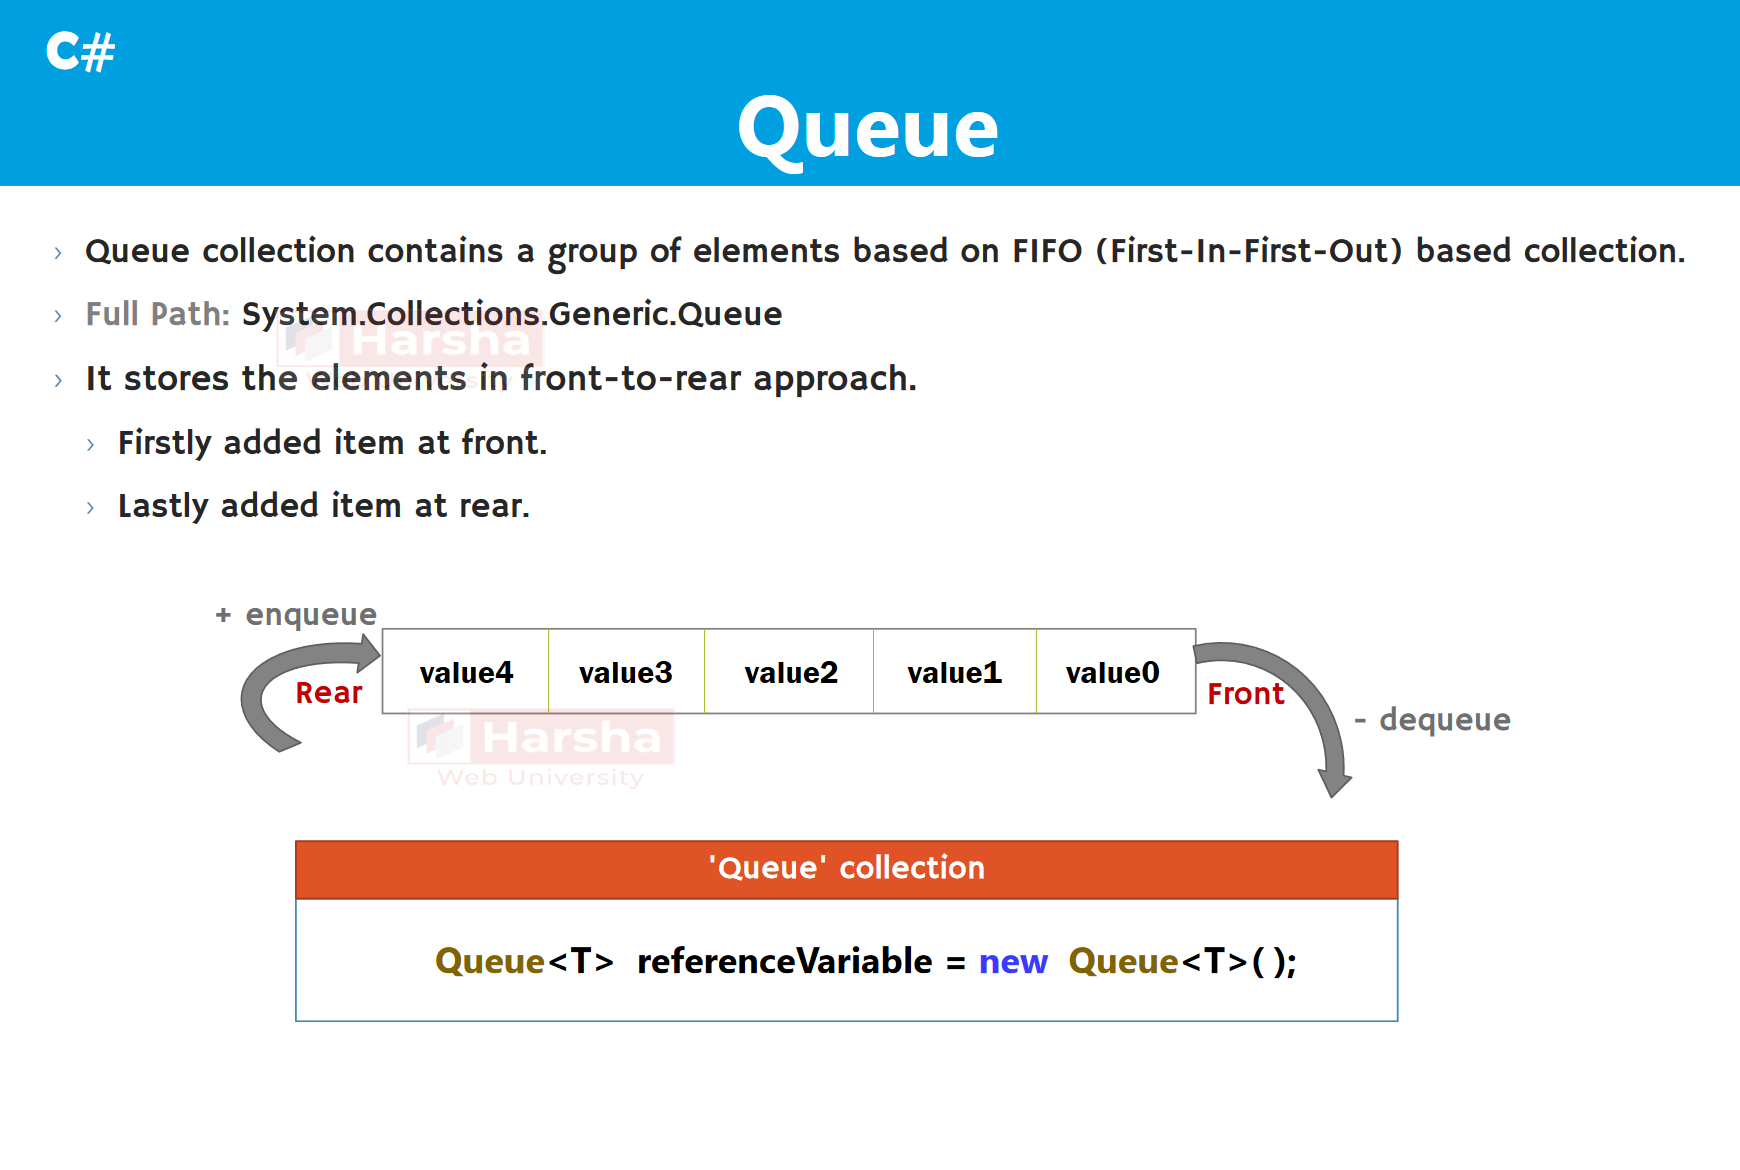 C#
Queue
› Queue collection contains a group of elements based on FIFO (First-In-First-Out) based collection.
› Full Path: System.Collections.Generic.Queue
Harsha
Web University
› It stores the elements in front-to-rear approach.
› Firstly added item at front.
› Lastly added item at rear.
+ enqueue
Rear
value4 value3 value2 value1 value0
Front
- dequeue
Harsha
Web University
'Queue' collection
Queue<T> referenceVariable = new Queue<T>( );